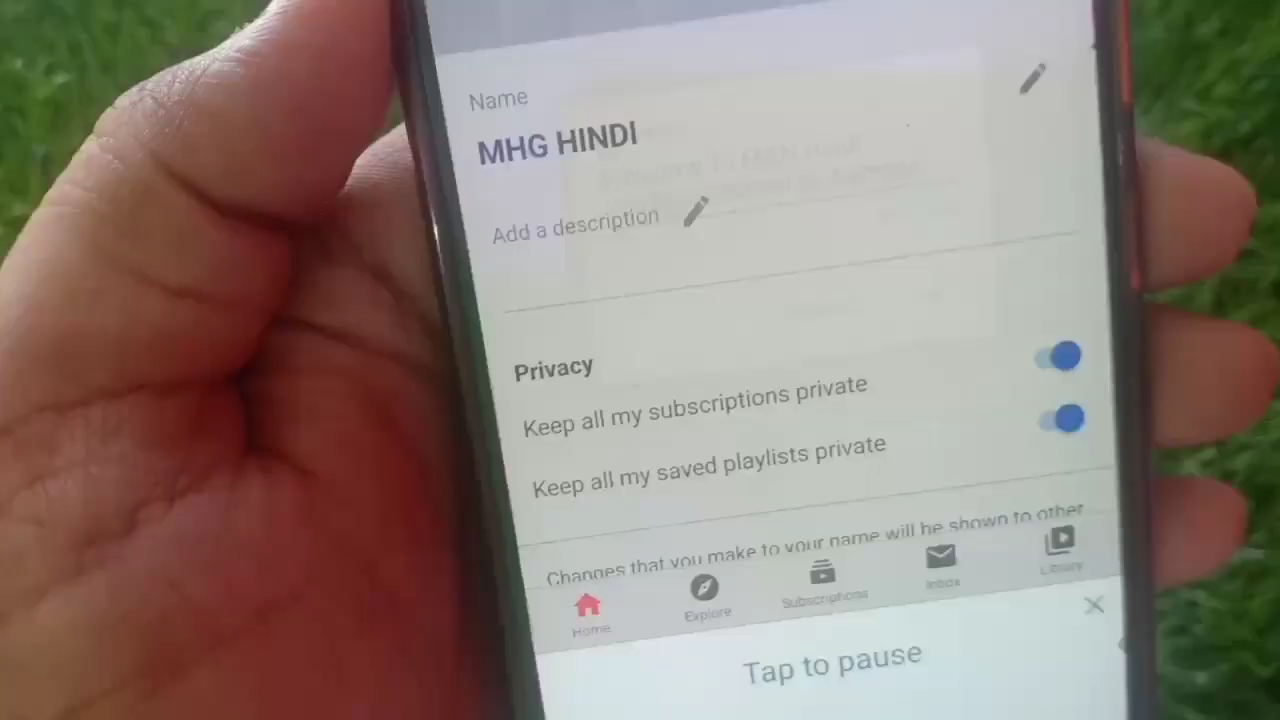 Name
MHG HINDI
Add a description
Privacy
Keep all my subscriptions private
Keep all my saved playlists private
Changes that you make to your name will be shown to other
Home
Explore
Subscriptions
Inbox
Library
Tap to pause